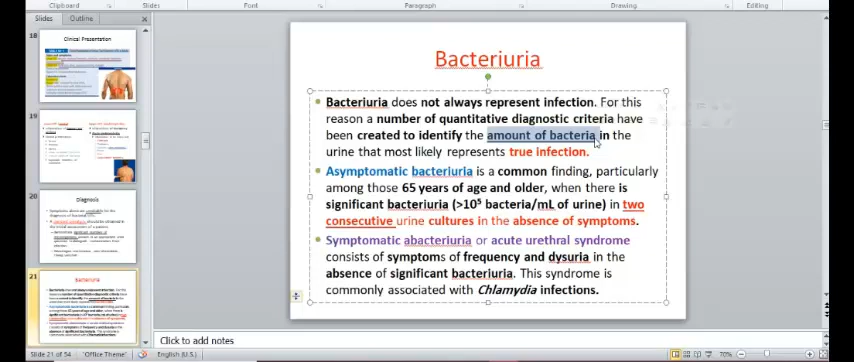 Clipboard
Slides
Font
Paragraph
Drawing
Editing
Slides Outline
18
Clinical Presentation
19
20
Diagnosis
21
Bacteriuria
Bacteriuria
Bacteriuria does not always represent infection. For this
reason a number of quantitative diagnostic criteria have
been created to identify the amount of bacteria in the
urine that most likely represents true infection.
Asymptomatic bacteriuria is a common finding, particularly
among those 65 years of age and older, when there is
significant bacteriuria (>10⁵ bacteria/mL of urine) in two
consecutive urine cultures in the absence of symptoms.
Symptomatic abacteriuria or acute urethral syndrome
consists of symptoms of frequency and dysuria in the
absence of significant bacteriuria. This syndrome is
commonly associated with Chlamydia infections.
Click to add notes
Slide 21 of 54
"Office Theme"
English (U.S.)
70%